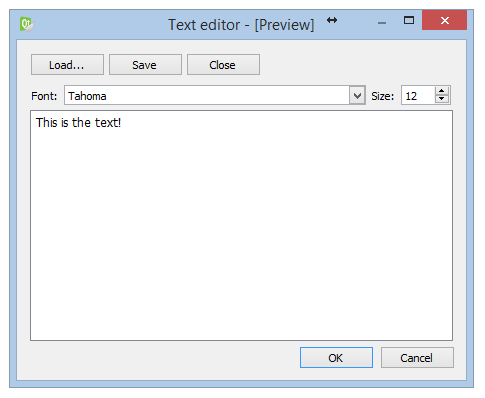 Text editor - [Preview]
Load... Save Close
Font: Tahoma Size: 12
This is the text!
OK Cancel